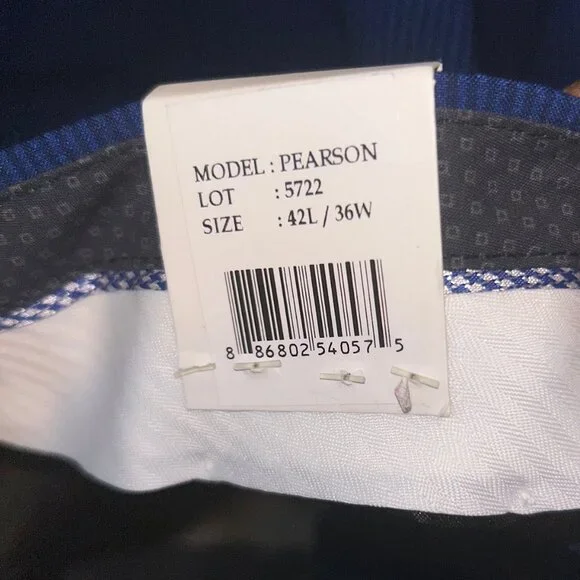 MODEL : PEARSON
LOT : 5722
SIZE : 42L / 36W
8 86802 54057 5